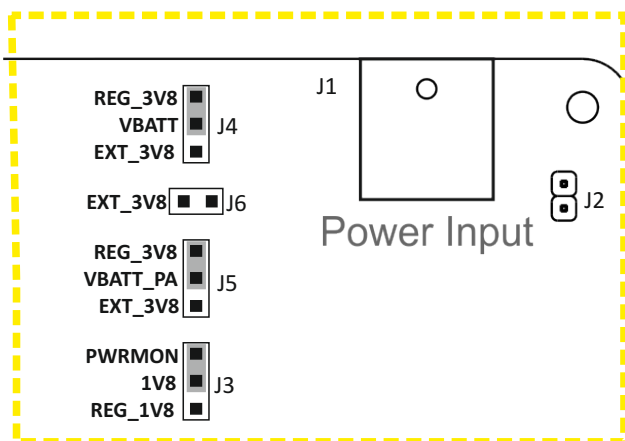 REG_3V8
VBATT J4
EXT_3V8
EXT_3V8 J6
REG_3V8
VBATT_PA J5
EXT_3V8
PWRMON
1V8 J3
REG_1V8
J1
J2
Power Input